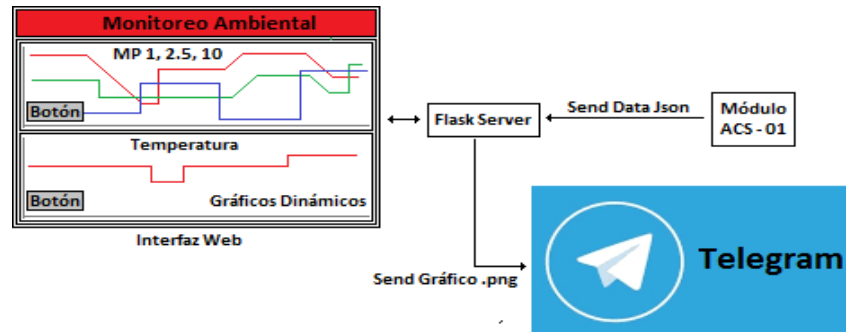 Monitoreo Ambiental
MP 1, 2.5, 10
Botón
Temperatura
Botón
Gráficos Dinámicos
Interfaz Web
Flask Server
Send Data Json
Módulo
ACS - 01
Send Gráfico .png
Telegram